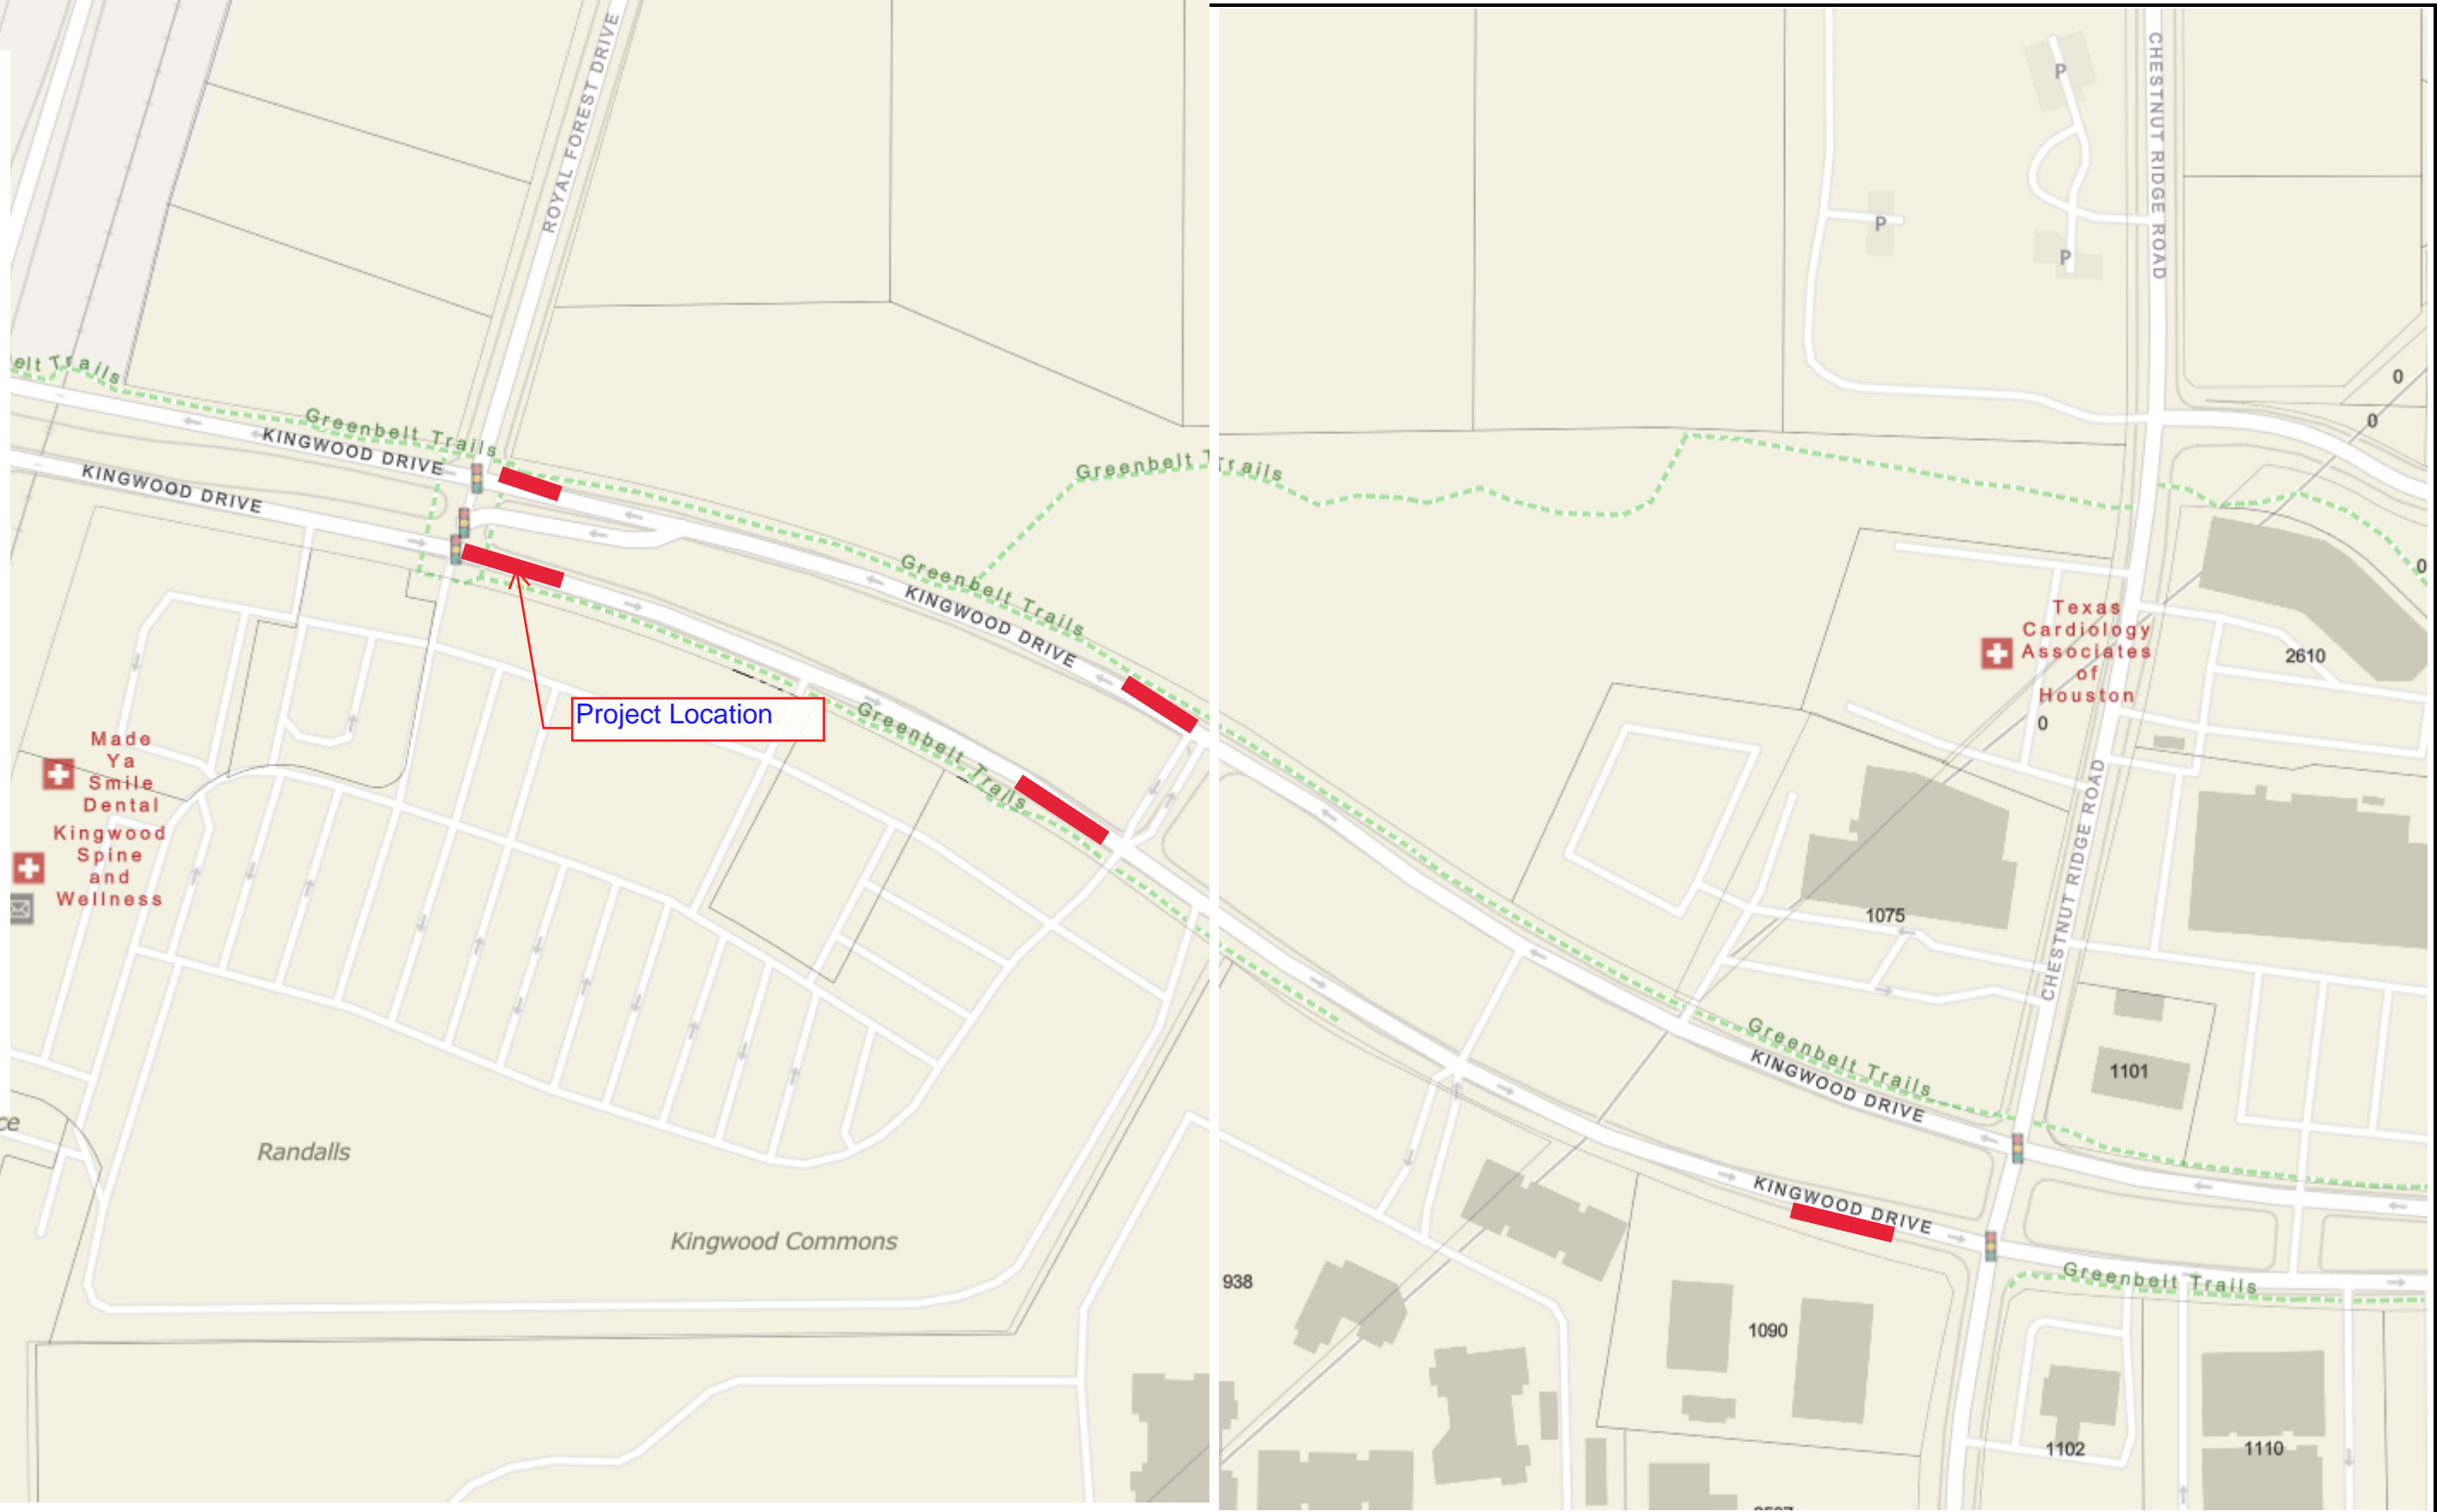 ROYAL FOREST DRIVE
CHESTNUT RIDGE ROAD
P
P
P
elt Trails
Greenbelt Trails
KINGWOOD DRIVE
KINGWOOD DRIVE
Greenbelt Trails
0
0
0
Greenbelt Trails
KINGWOOD DRIVE
Texas
Cardiology
Associates
of
Houston
0
2610
Project Location
Greenbelt Trails
Made
Ya
Smile
Dental
Kingwood
Spine
and
Wellness
CHESTNUT RIDGE ROAD
1075
Greenbelt Trails
KINGWOOD DRIVE
1101
ce
Randalls
Kingwood Commons
KINGWOOD DRIVE
Greenbelt Trails
938
1090
1102
1110